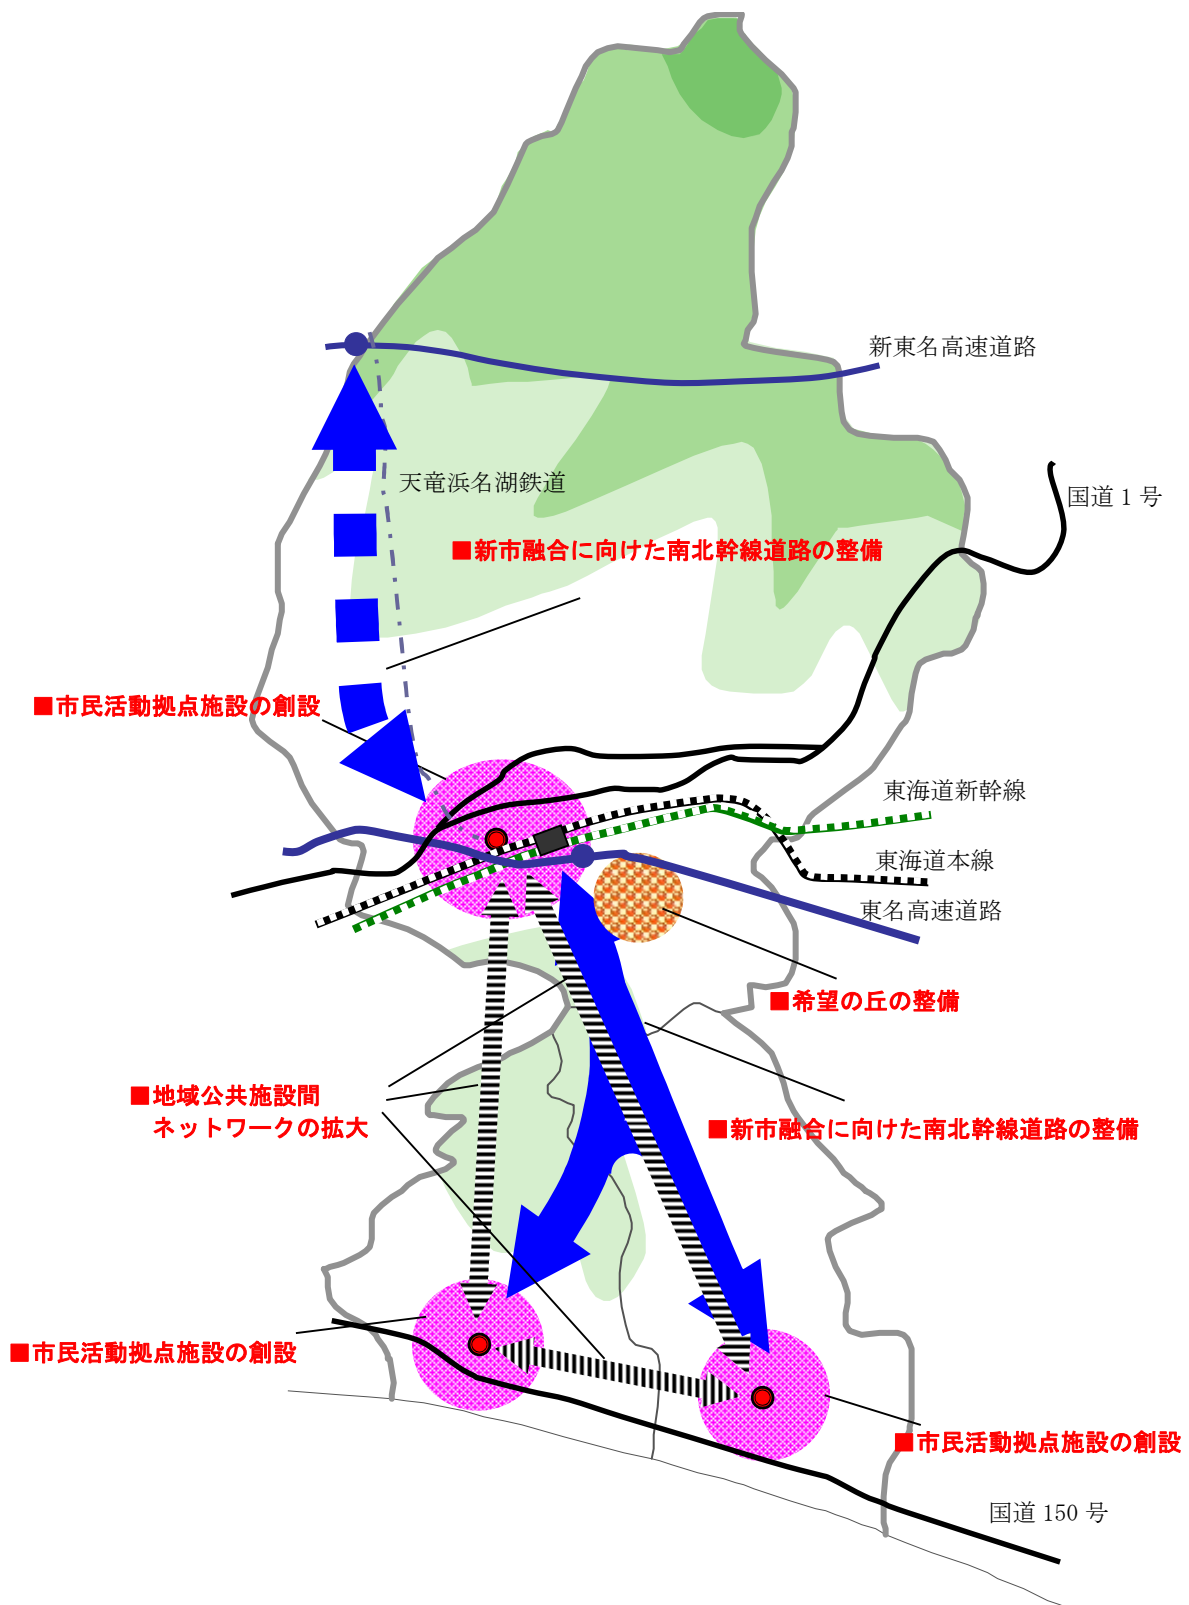 新東名高速道路
天竜浜名湖鉄道
国道 1 号
■新市融合に向けた南北幹線道路の整備
■市民活動拠点施設の創設
東海道新幹線
東海道本線
東名高速道路
■希望の丘の整備
■地域公共施設間
ネットワークの拡大
■新市融合に向けた南北幹線道路の整備
■市民活動拠点施設の創設
■市民活動拠点施設の創設
国道 150 号